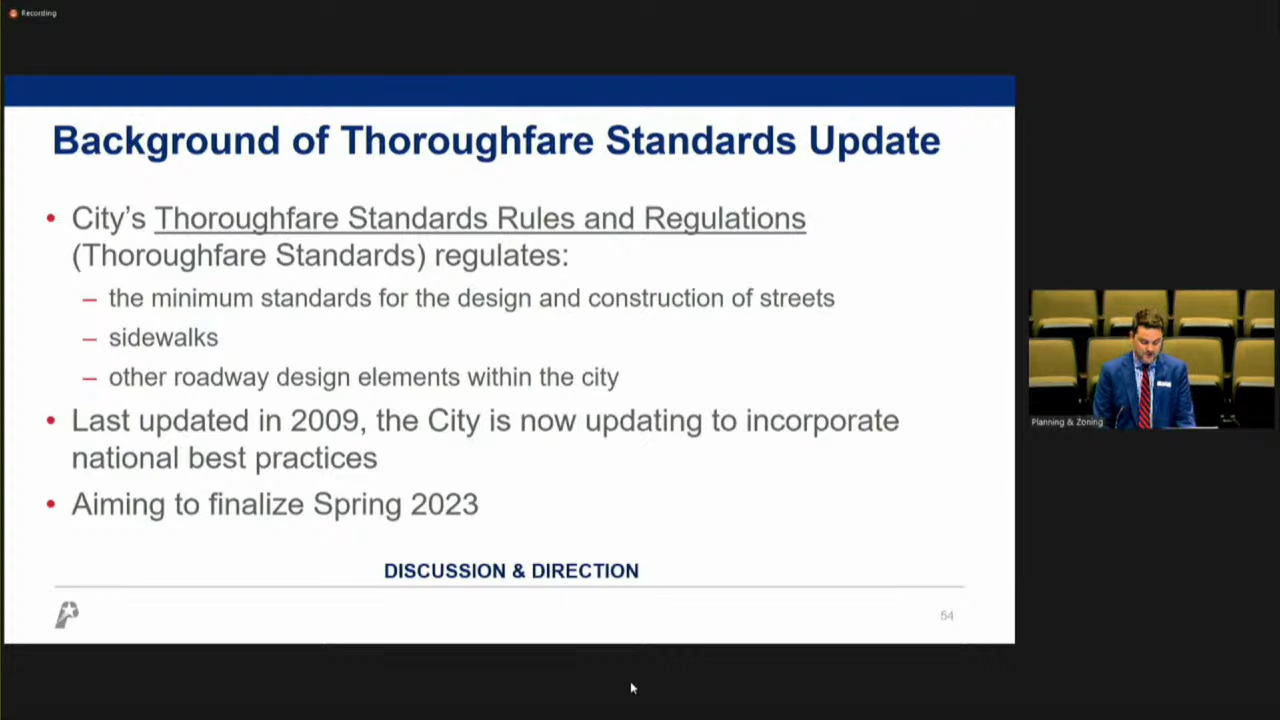 Recording
Background of Thoroughfare Standards Update
• City’s Thoroughfare Standards Rules and Regulations
(Thoroughfare Standards) regulates:
– the minimum standards for the design and construction of streets
– sidewalks
– other roadway design elements within the city
• Last updated in 2009, the City is now updating to incorporate
national best practices
• Aiming to finalize Spring 2023
DISCUSSION & DIRECTION
54
Planning & Zoning